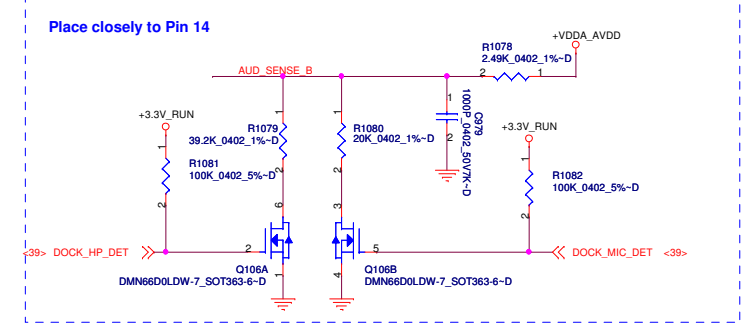 Place closely to Pin 14
+VDDA_AVDD
R1078
2.49K_0402_1%~D
2
1
AUD_SENSE_B
+3.3V_RUN
1
R1081
100K_0402_5%~D
2
1
R1079
39.2K_0402_1%~D
2
1
R1080
20K_0402_1%~D
2
1
2
C979
1000P_0402_50V7K~D
+3.3V_RUN
1
R1082
100K_0402_5%~D
2
<39> DOCK_HP_DET
2
6
1
Q106A
DMN66D0LDW-7_SOT363-6~D
3
5
4
Q106B
DMN66D0LDW-7_SOT363-6~D
DOCK_MIC_DET <39>